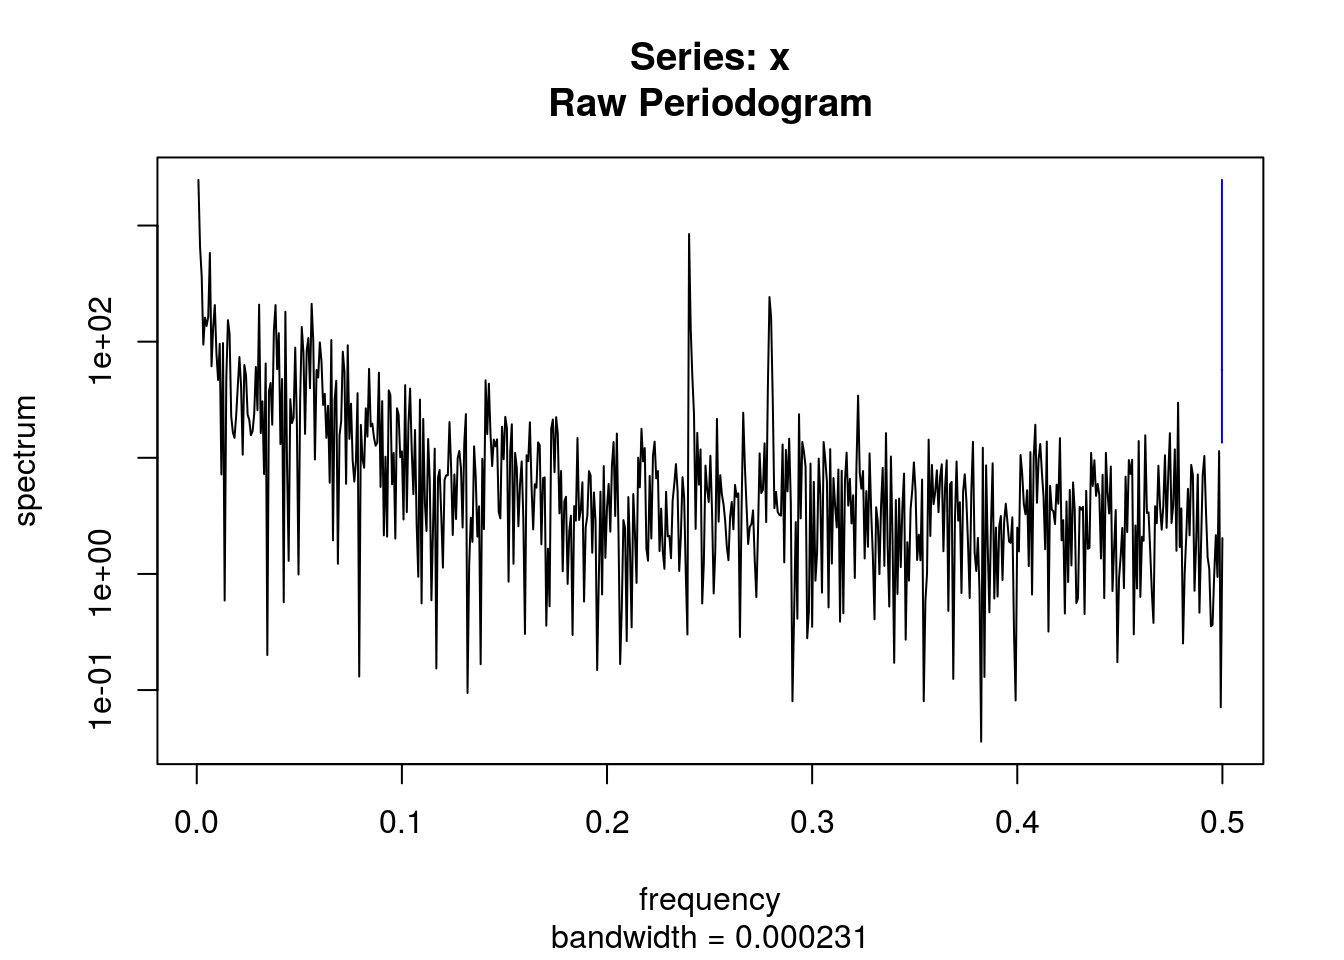 Series: x
Raw Periodogram
spectrum
1e+02
1e+00
1e-01
0.0 0.1 0.2 0.3 0.4 0.5
frequency
bandwidth = 0.000231